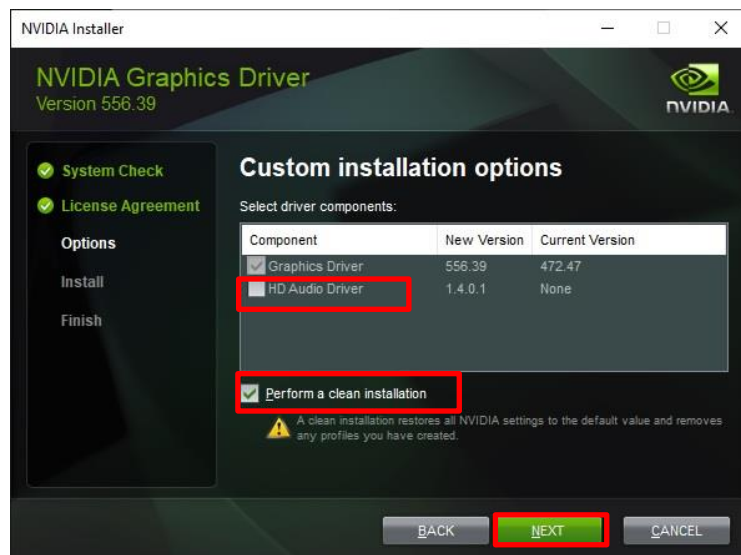 NVIDIA Installer
NVIDIA Graphics Driver
Version 556.39
NVIDIA.
System Check
License Agreement
Options
Install
Finish
Custom installation options
Select driver components:
Component New Version Current Version
Graphics Driver 556.39 472.47
HD Audio Driver 1.4.0.1 None
Perform a clean installation
A clean installation restores all NVIDIA settings to the default value and removes
any profiles you have created.
BACK NEXT CANCEL